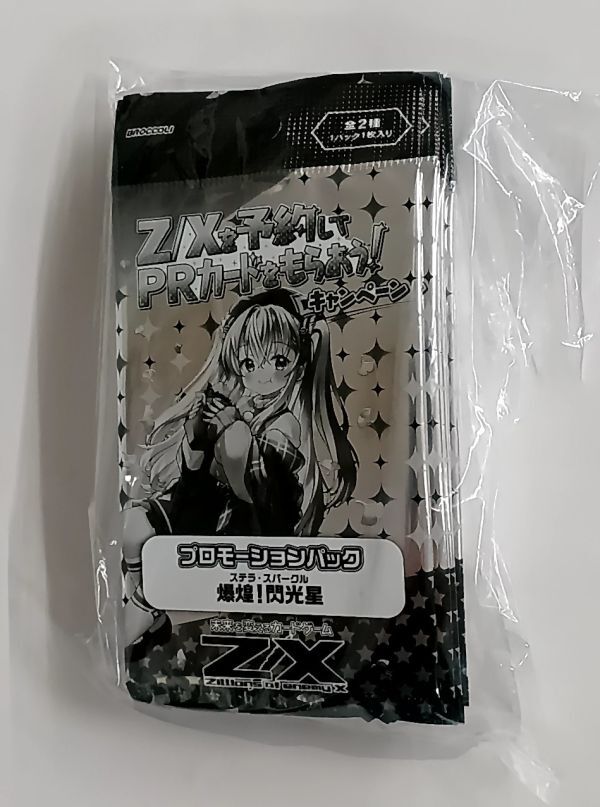 BROCCOLI
全2種
1パック1枚入り
Z/Xを予約して
PRカードをもらおう!
キャンペーン
プロモーションパック
ステラ・スパークル
爆煌!閃光星
未来を変えるカードゲーム
Z/X
Zillions of enemy X